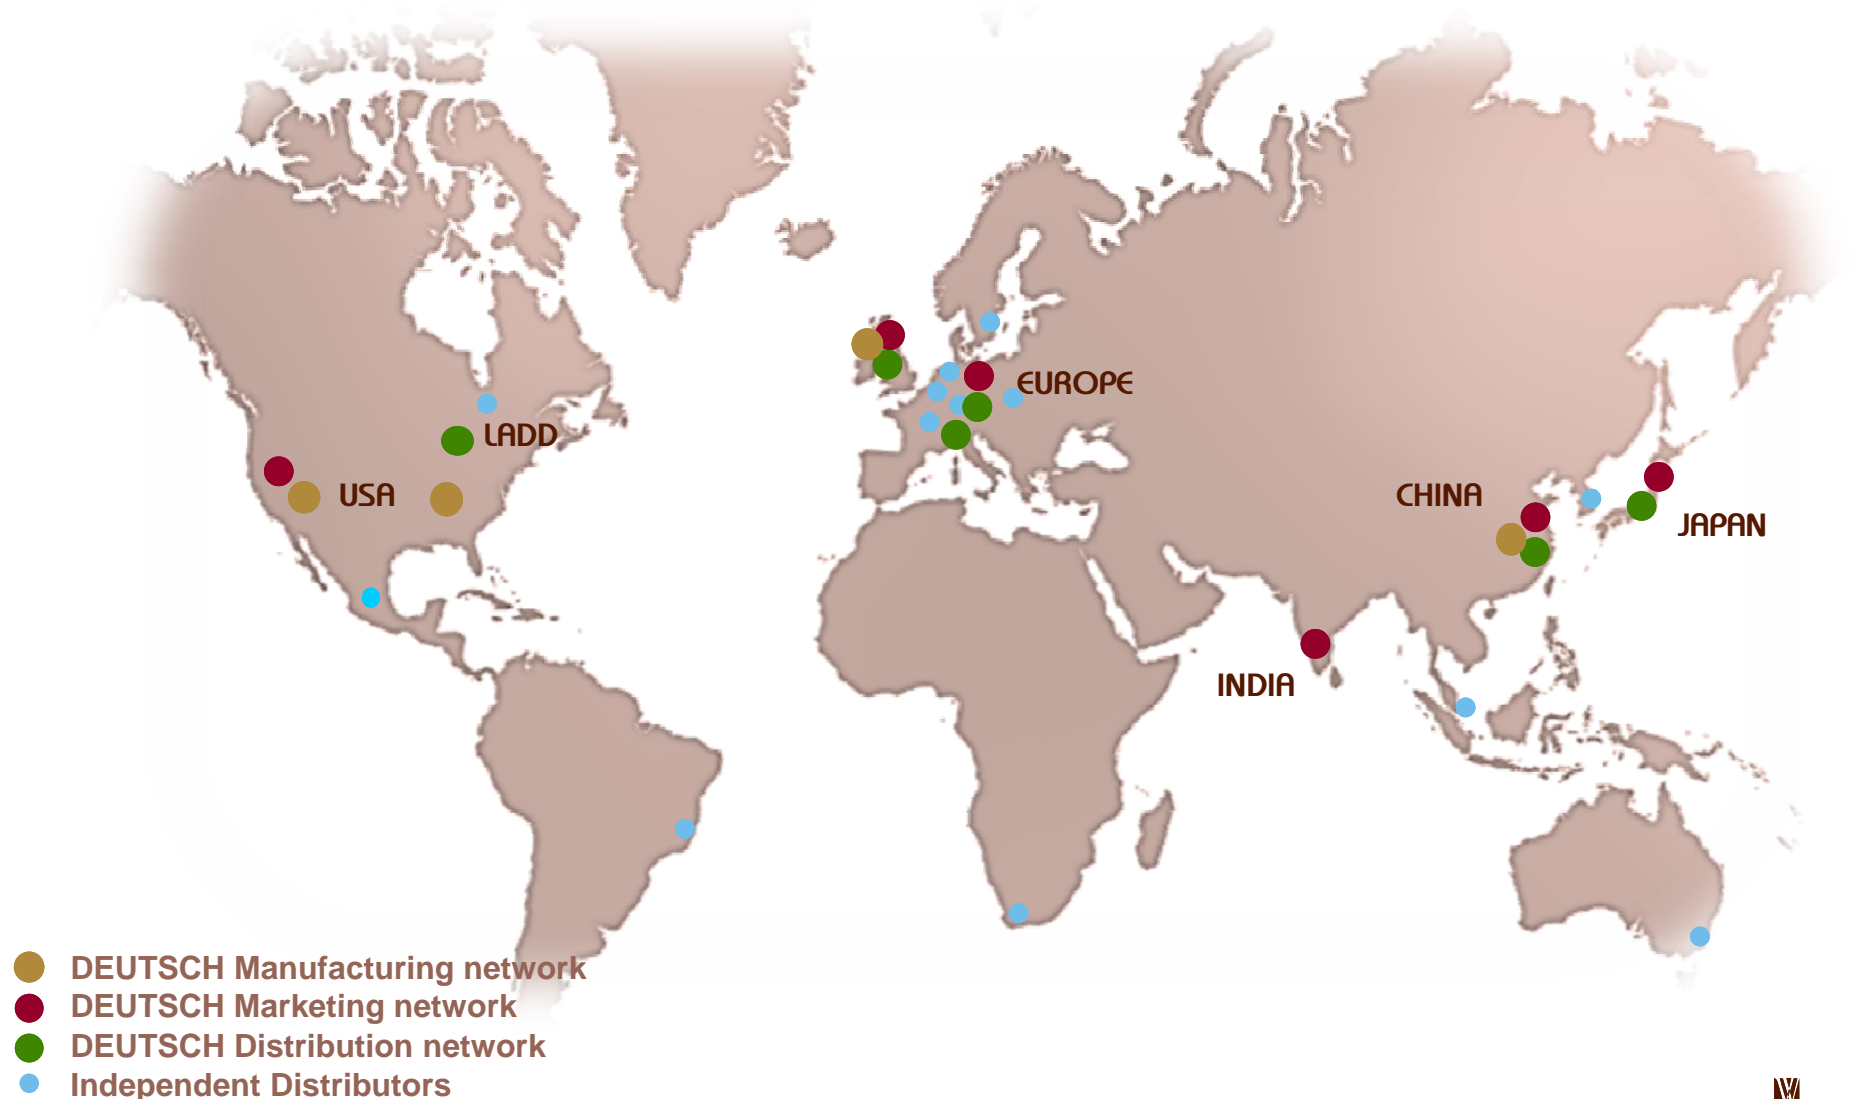 EUROPE
LADD
USA
CHINA
JAPAN
INDIA
DEUTSCH Manufacturing network
DEUTSCH Marketing network
DEUTSCH Distribution network
Independent Distributors